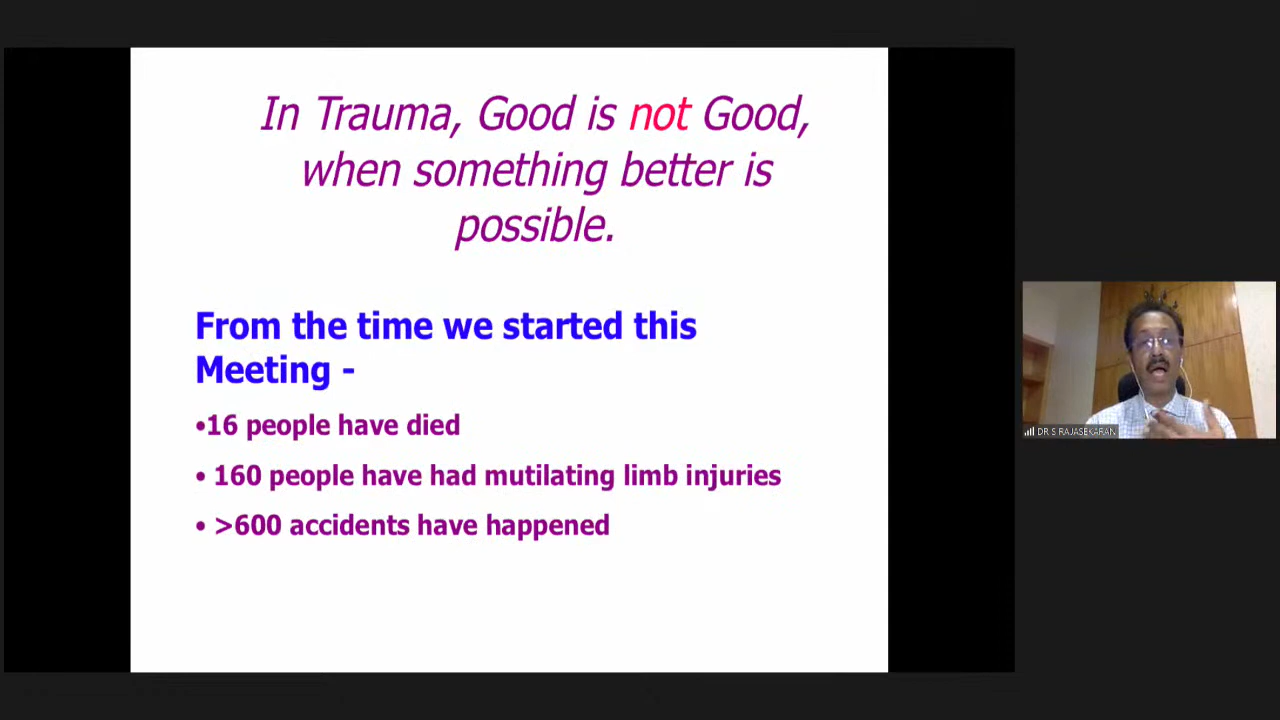 In Trauma, Good is not Good,
when something better is
possible.
From the time we started this
Meeting -
•16 people have died
• 160 people have had mutilating limb injuries
• >600 accidents have happened
DR S RAJASEKARAN